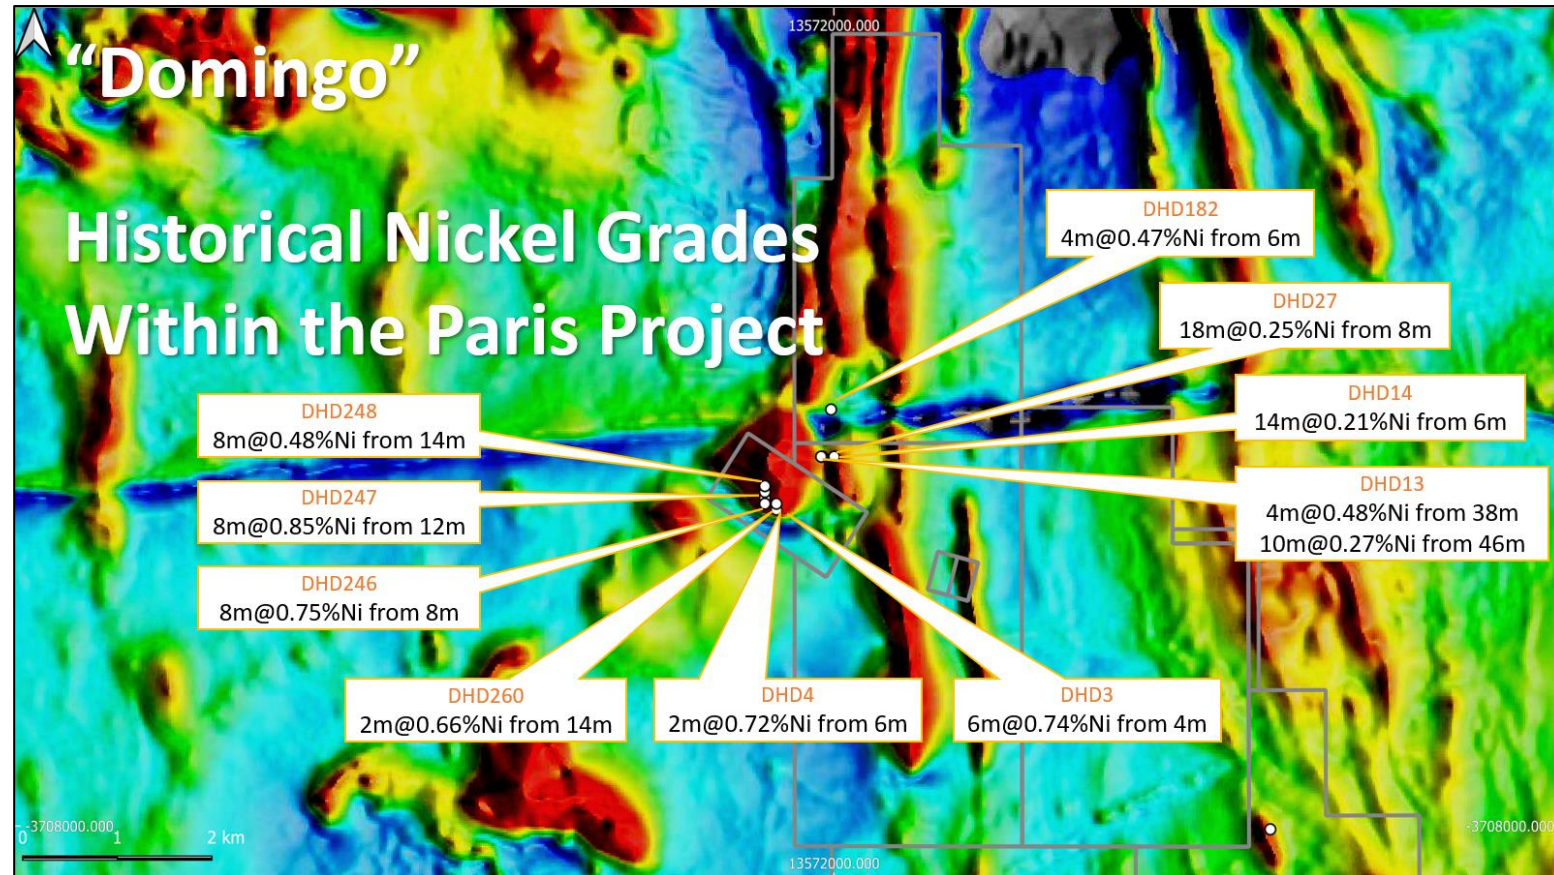 13572000.000
“Domingo”
Historical Nickel Grades
Within the Paris Project
DHD182
4m@0.47%Ni from 6m
DHD27
18m@0.25%Ni from 8m
DHD14
14m@0.21%Ni from 6m
DHD13
4m@0.48%Ni from 38m
10m@0.27%Ni from 46m
DHD248
8m@0.48%Ni from 14m
DHD247
8m@0.85%Ni from 12m
DHD246
8m@0.75%Ni from 8m
DHD260
2m@0.66%Ni from 14m
DHD4
2m@0.72%Ni from 6m
DHD3
6m@0.74%Ni from 4m
-3708000.000
-3708000.000
0 1 2 km
13572000.000